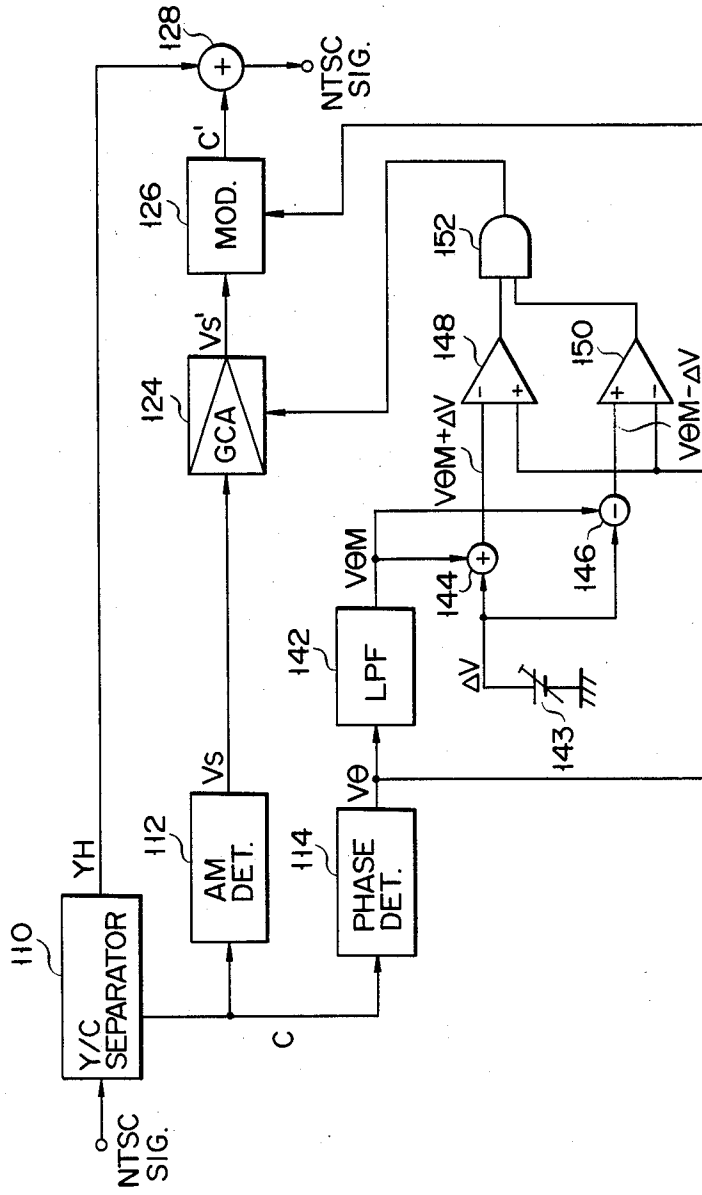 NTSC
SIG.
110
Y/C
SEPARATOR
YH
C
112
AM
DET.
Vs
114
PHASE
DET.
Vθ
124
GCA
Vs'
126
MOD.
C'
128
+
NTSC
SIG.
142
LPF
VθM
ΔV
143
144
+
146
−
VθM+ΔV
148
−
+
150
+
−
VθM−ΔV
152